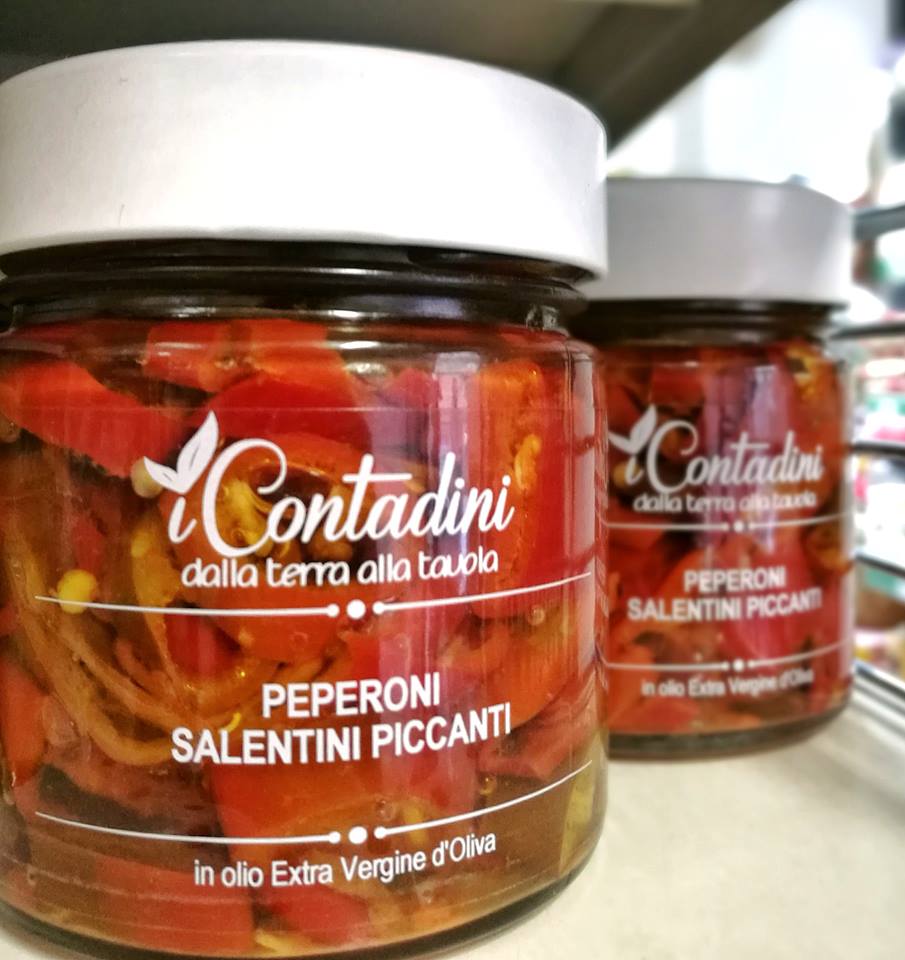 iContadini
dalla terra alla tavola
PEPERONI
SALENTINI PICCANTI
in olio Extra Vergine d'Oliva
iContadini
dalla terra alla tavola
PEPERONI
SALENTINI PICCANTI
in olio Extra Vergine d'Oliva